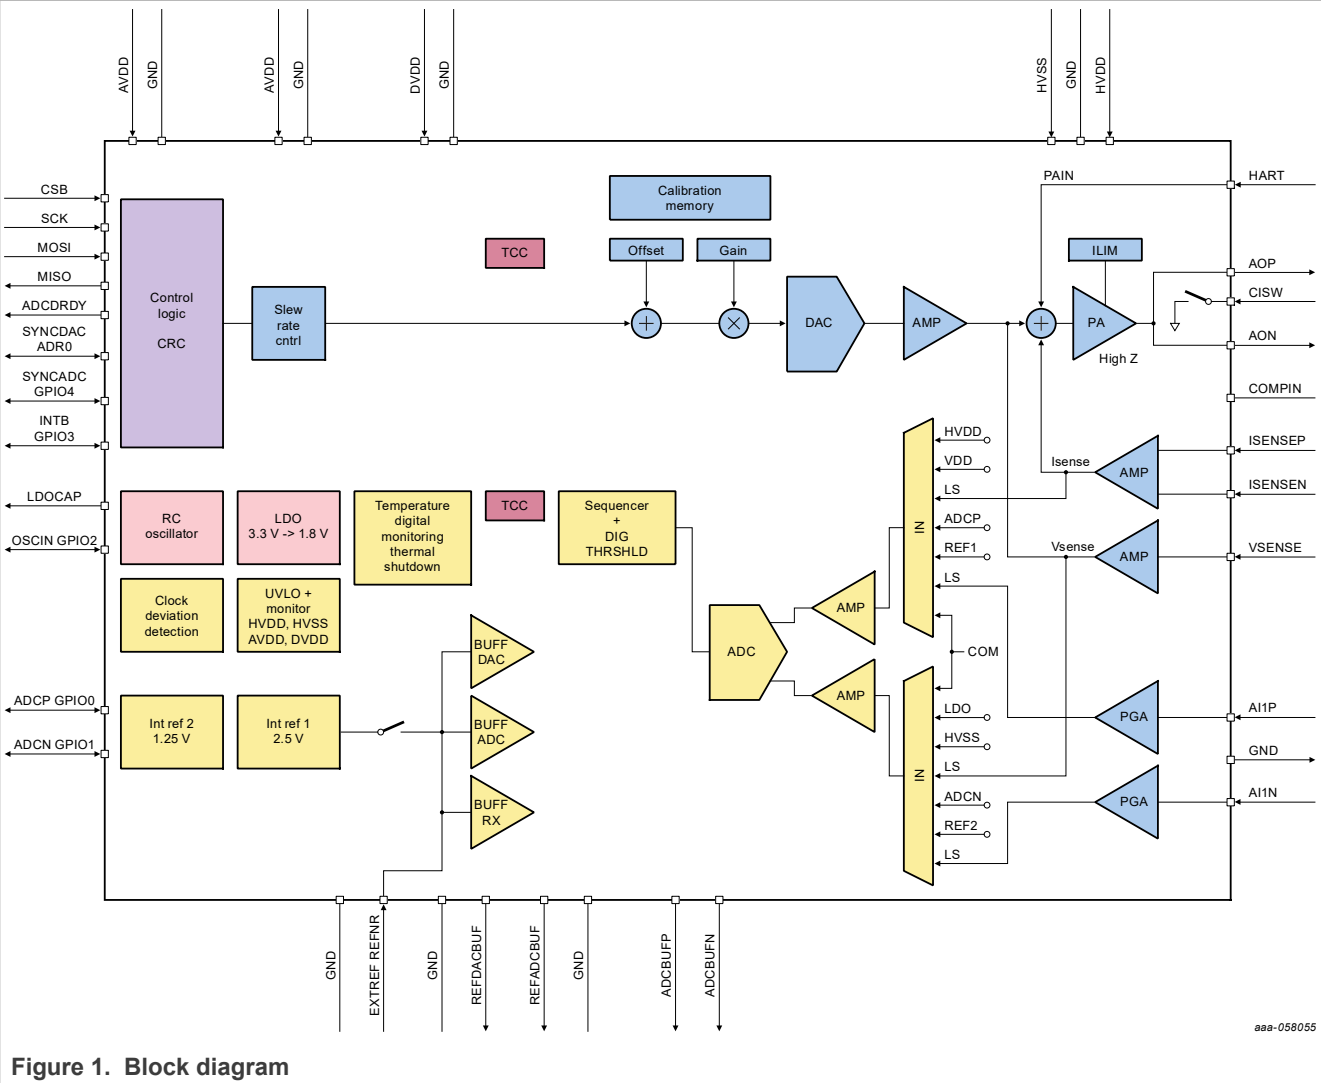 AVDD
GND
AVDD
GND
DVDD
GND
HVSS
GND
HVDD
CSB
SCK
MOSI
MISO
ADCDRDY
SYNCDAC
ADR0
SYNCADC
GPIO4
INTB
GPIO3
LDOCAP
OSCIN GPIO2
ADCP GPIO0
ADCN GPIO1
Control
logic
CRC
Slew
rate
cntrl
TCC
Calibration
memory
Offset
Gain
+
×
DAC
AMP
PAIN
+
ILIM
PA
High Z
HART
AOP
CISW
AON
COMPIN
ISENSEP
ISENSEN
VSENSE
AI1P
GND
AI1N
Isense
AMP
Vsense
AMP
PGA
PGA
RC
oscillator
LDO
3.3 V -> 1.8 V
Temperature
digital
monitoring
thermal
shutdown
TCC
Sequencer
+
DIG
THRSHLD
Clock
deviation
detection
UVLO +
monitor
HVDD, HVSS
AVDD, DVDD
Int ref 2
1.25 V
Int ref 1
2.5 V
BUFF
DAC
BUFF
ADC
BUFF
RX
ADC
AMP
AMP
IN
HVDD
VDD
LS
ADCP
REF1
LS
COM
IN
LDO
HVSS
LS
ADCN
REF2
LS
GND
EXTREF REFNR
GND
REFDACBUF
REFADCBUF
GND
ADCBUFP
ADCBUFN
aaa-058055
Figure 1. Block diagram